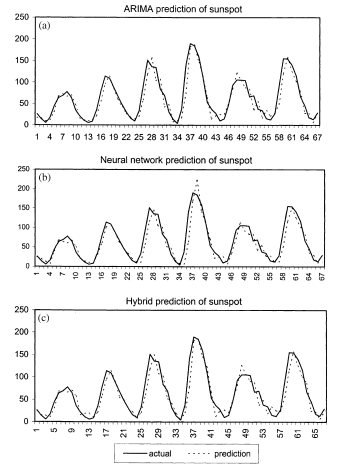 ARIMA prediction of sunspot
(a)
250
200
150
100
50
0
1 4 7 10 13 16 19 22 25 28 31 34 37 40 43 46 49 52 55 58 61 64 67
Neural network prediction of sunspot
(b)
250
200
150
100
50
0
1 4 7 10 13 16 19 22 25 28 31 34 37 40 43 46 49 52 55 58 61 64 67
Hybrid prediction of sunspot
(c)
250
200
150
100
50
0
1 5 9 13 17 21 25 29 33 37 41 45 49 53 57 61 65
actual prediction